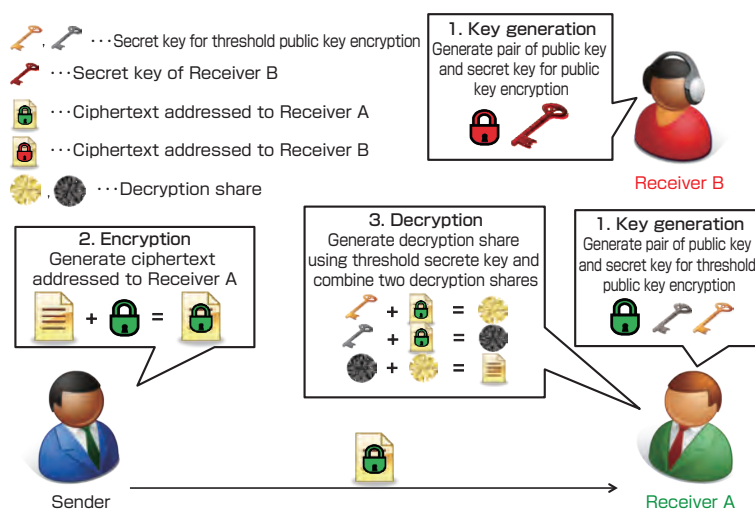 , ···Secret key for threshold public key encryption
···Secret key of Receiver B
···Ciphertext addressed to Receiver A
···Ciphertext addressed to Receiver B
, ···Decryption share
1. Key generation
Generate pair of public key
and secret key for public
key encryption
Receiver B
2. Encryption
Generate ciphertext
addressed to Receiver A
+ =
3. Decryption
Generate decryption share
using threshold secrete key and
combine two decryption shares
+ =
+ =
+ =
1. Key generation
Generate pair of public key
and secret key for threshold
public key encryption
Sender
Receiver A